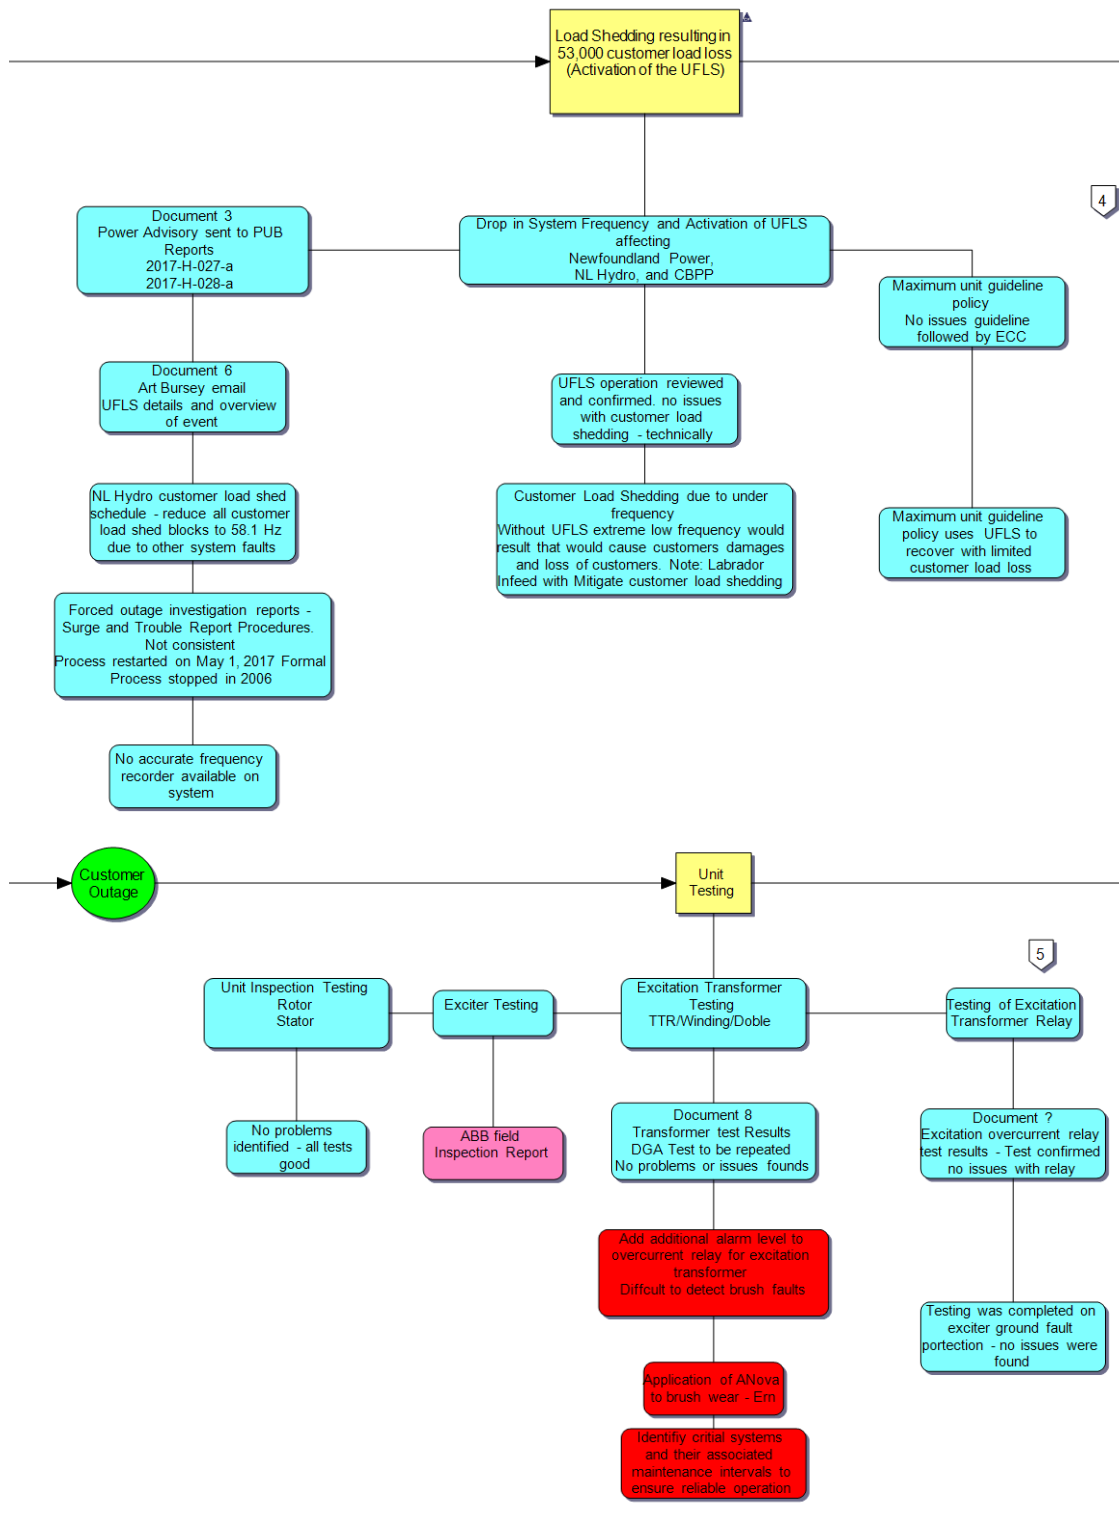 Load Shedding resulting in
53,000 customer load loss
(Activation of the UFLS)
4
Document 3
Power Advisory sent to PUB
Reports
2017-H-027-a
2017-H-028-a
Drop in System Frequency and Activation of UFLS
affecting
Newfoundland Power,
NL Hydro, and CBPP
Maximum unit guideline
policy
No issues guideline
followed by ECC
Document 6
Art Bursey email
UFLS details and overview
of event
UFLS operation reviewed
and confirmed. no issues
with customer load
shedding - technically
NL Hydro customer load shed
schedule - reduce all customer
load shed blocks to 58.1 Hz
due to other system faults
Customer Load Shedding due to under
frequency
Without UFLS extreme low frequency would
result that would cause customers damages
and loss of customers. Note: Labrador
Infeed with Mitigate customer load shedding
Maximum unit guideline
policy uses UFLS to
recover with limited
customer load loss
Forced outage investigation reports -
Surge and Trouble Report Procedures.
Not consistent
Process restarted on May 1, 2017 Formal
Process stopped in 2006
No accurate frequency
recorder available on
system
Customer
Outage
Unit
Testing
5
Unit Inspection Testing
Rotor
Stator
Exciter Testing
Excitation Transformer
Testing
TTR/Winding/Doble
Testing of Excitation
Transformer Relay
No problems
identified - all tests
good
ABB field
Inspection Report
Document 8
Transformer test Results
DGA Test to be repeated
No problems or issues founds
Document ?
Excitation overcurrent relay
test results - Test confirmed
no issues with relay
Add additional alarm level to
overcurrent relay for excitation
transformer
Diffcult to detect brush faults
Testing was completed on
exciter ground fault
portection - no issues were
found
Application of ANova
to brush wear - Ern
Identifiy critial systems
and their associated
maintenance intervals to
ensure reliable operation